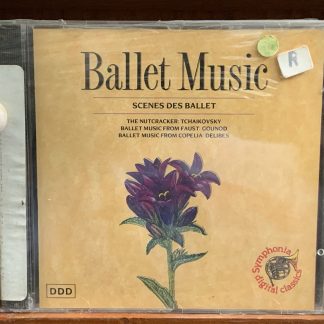 R
Ballet Music
SCENES DES BALLET
THE NUTCRACKER: TCHAIKOVSKY
BALLET MUSIC FROM FAUST: GOUNOD
BALLET MUSIC FROM COPELIA: DELIBES
Symphonia
digital classics
DDD